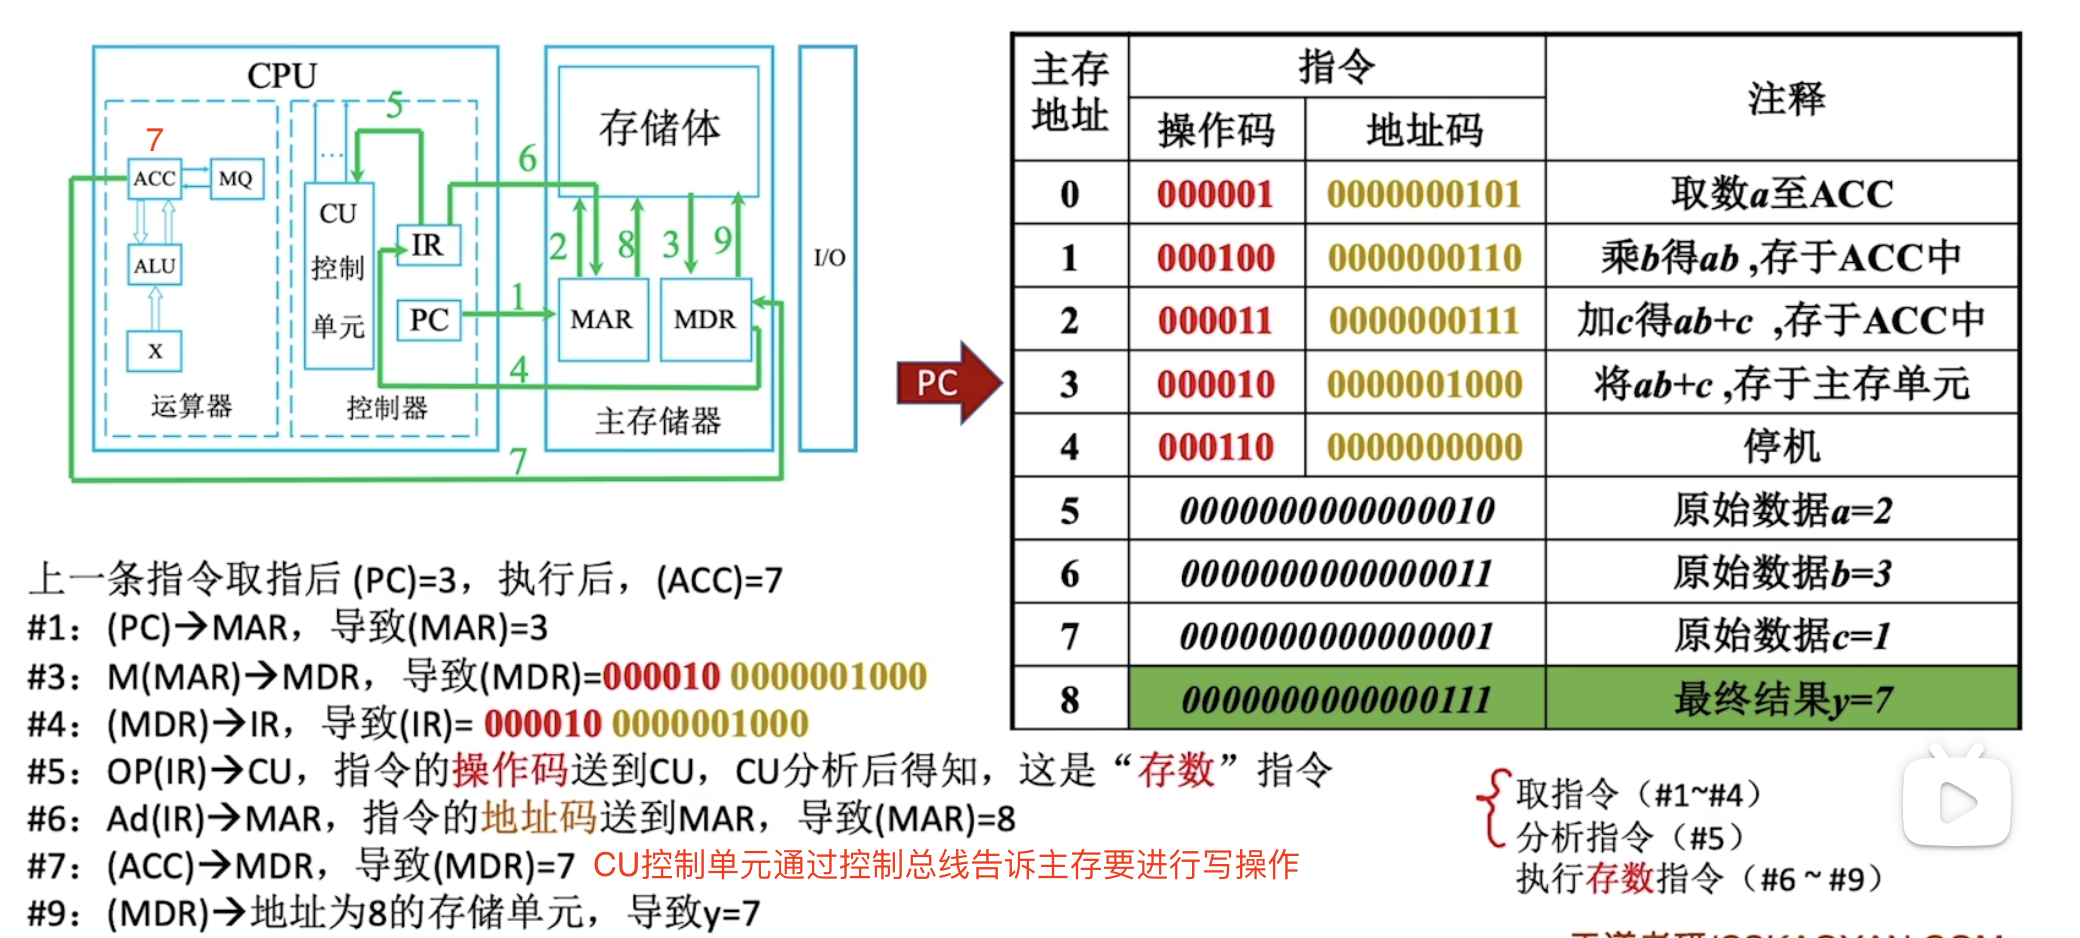 CPU
5
7
ACC
MQ
ALU
X
运算器
...
CU
控制
单元
IR
PC
控制器
6
1
4
7
存储体
2
8
3
9
MAR
MDR
主存储器
I/O
PC
主存地址 指令 注释
操作码 地址码
0 000001 0000000101 取数a至ACC
1 000100 0000000110 乘b得ab ,存于ACC中
2 000011 0000000111 加c得ab+c ,存于ACC中
3 000010 0000001000 将ab+c ,存于主存单元
4 000110 0000000000 停机
5 0000000000000010 原始数据a=2
6 0000000000000011 原始数据b=3
7 0000000000000001 原始数据c=1
8 0000000000000111 最终结果y=7
上一条指令取指后 (PC)=3，执行后，(ACC)=7
#1：(PC)→MAR，导致(MAR)=3
#3：M(MAR)→MDR，导致(MDR)=000010 0000001000
#4：(MDR)→IR，导致(IR)= 000010 0000001000
#5：OP(IR)→CU，指令的操作码送到CU，CU分析后得知，这是“存数”指令
#6：Ad(IR)→MAR，指令的地址码送到MAR，导致(MAR)=8
#7：(ACC)→MDR，导致(MDR)=7 CU控制单元通过控制总线告诉主存要进行写操作
#9：(MDR)→地址为8的存储单元，导致y=7
取指令（#1~#4）
分析指令（#5）
执行存数指令（#6 ~ #9）